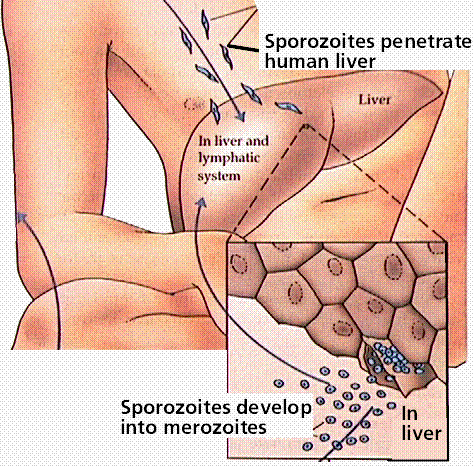 Sporozoites penetrate
human liver
Liver
In liver and
lymphatic
system
Sporozoites develop
into merozoites
In
liver